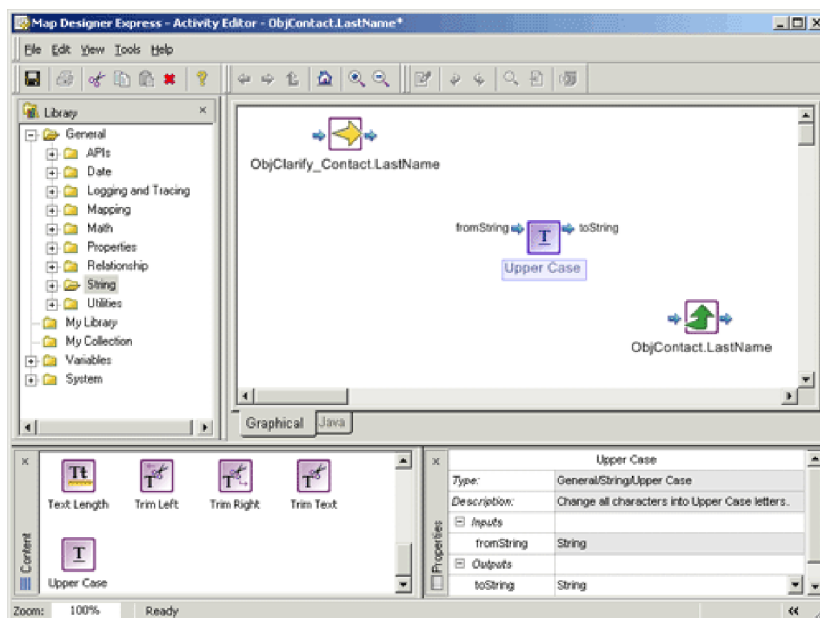 Map Designer Express - Activity Editor - ObjContact.LastName*
File Edit View Tools Help
Library
General
APIs
Date
Logging and Tracing
Mapping
Math
Properties
Relationship
String
Utilities
My Library
My Collection
Variables
System
ObjClarify_Contact.LastName
fromString T toString
Upper Case
ObjContact.LastName
Graphical Java
Content
Tt T T T
Text Length Trim Left Trim Right Trim Text
T
Upper Case
Properties
Upper Case
Type: General/String/Upper Case
Description: Change all characters into Upper Case letters.
Inputs
fromString String
Outputs
toString String
Zoom: 100% Ready